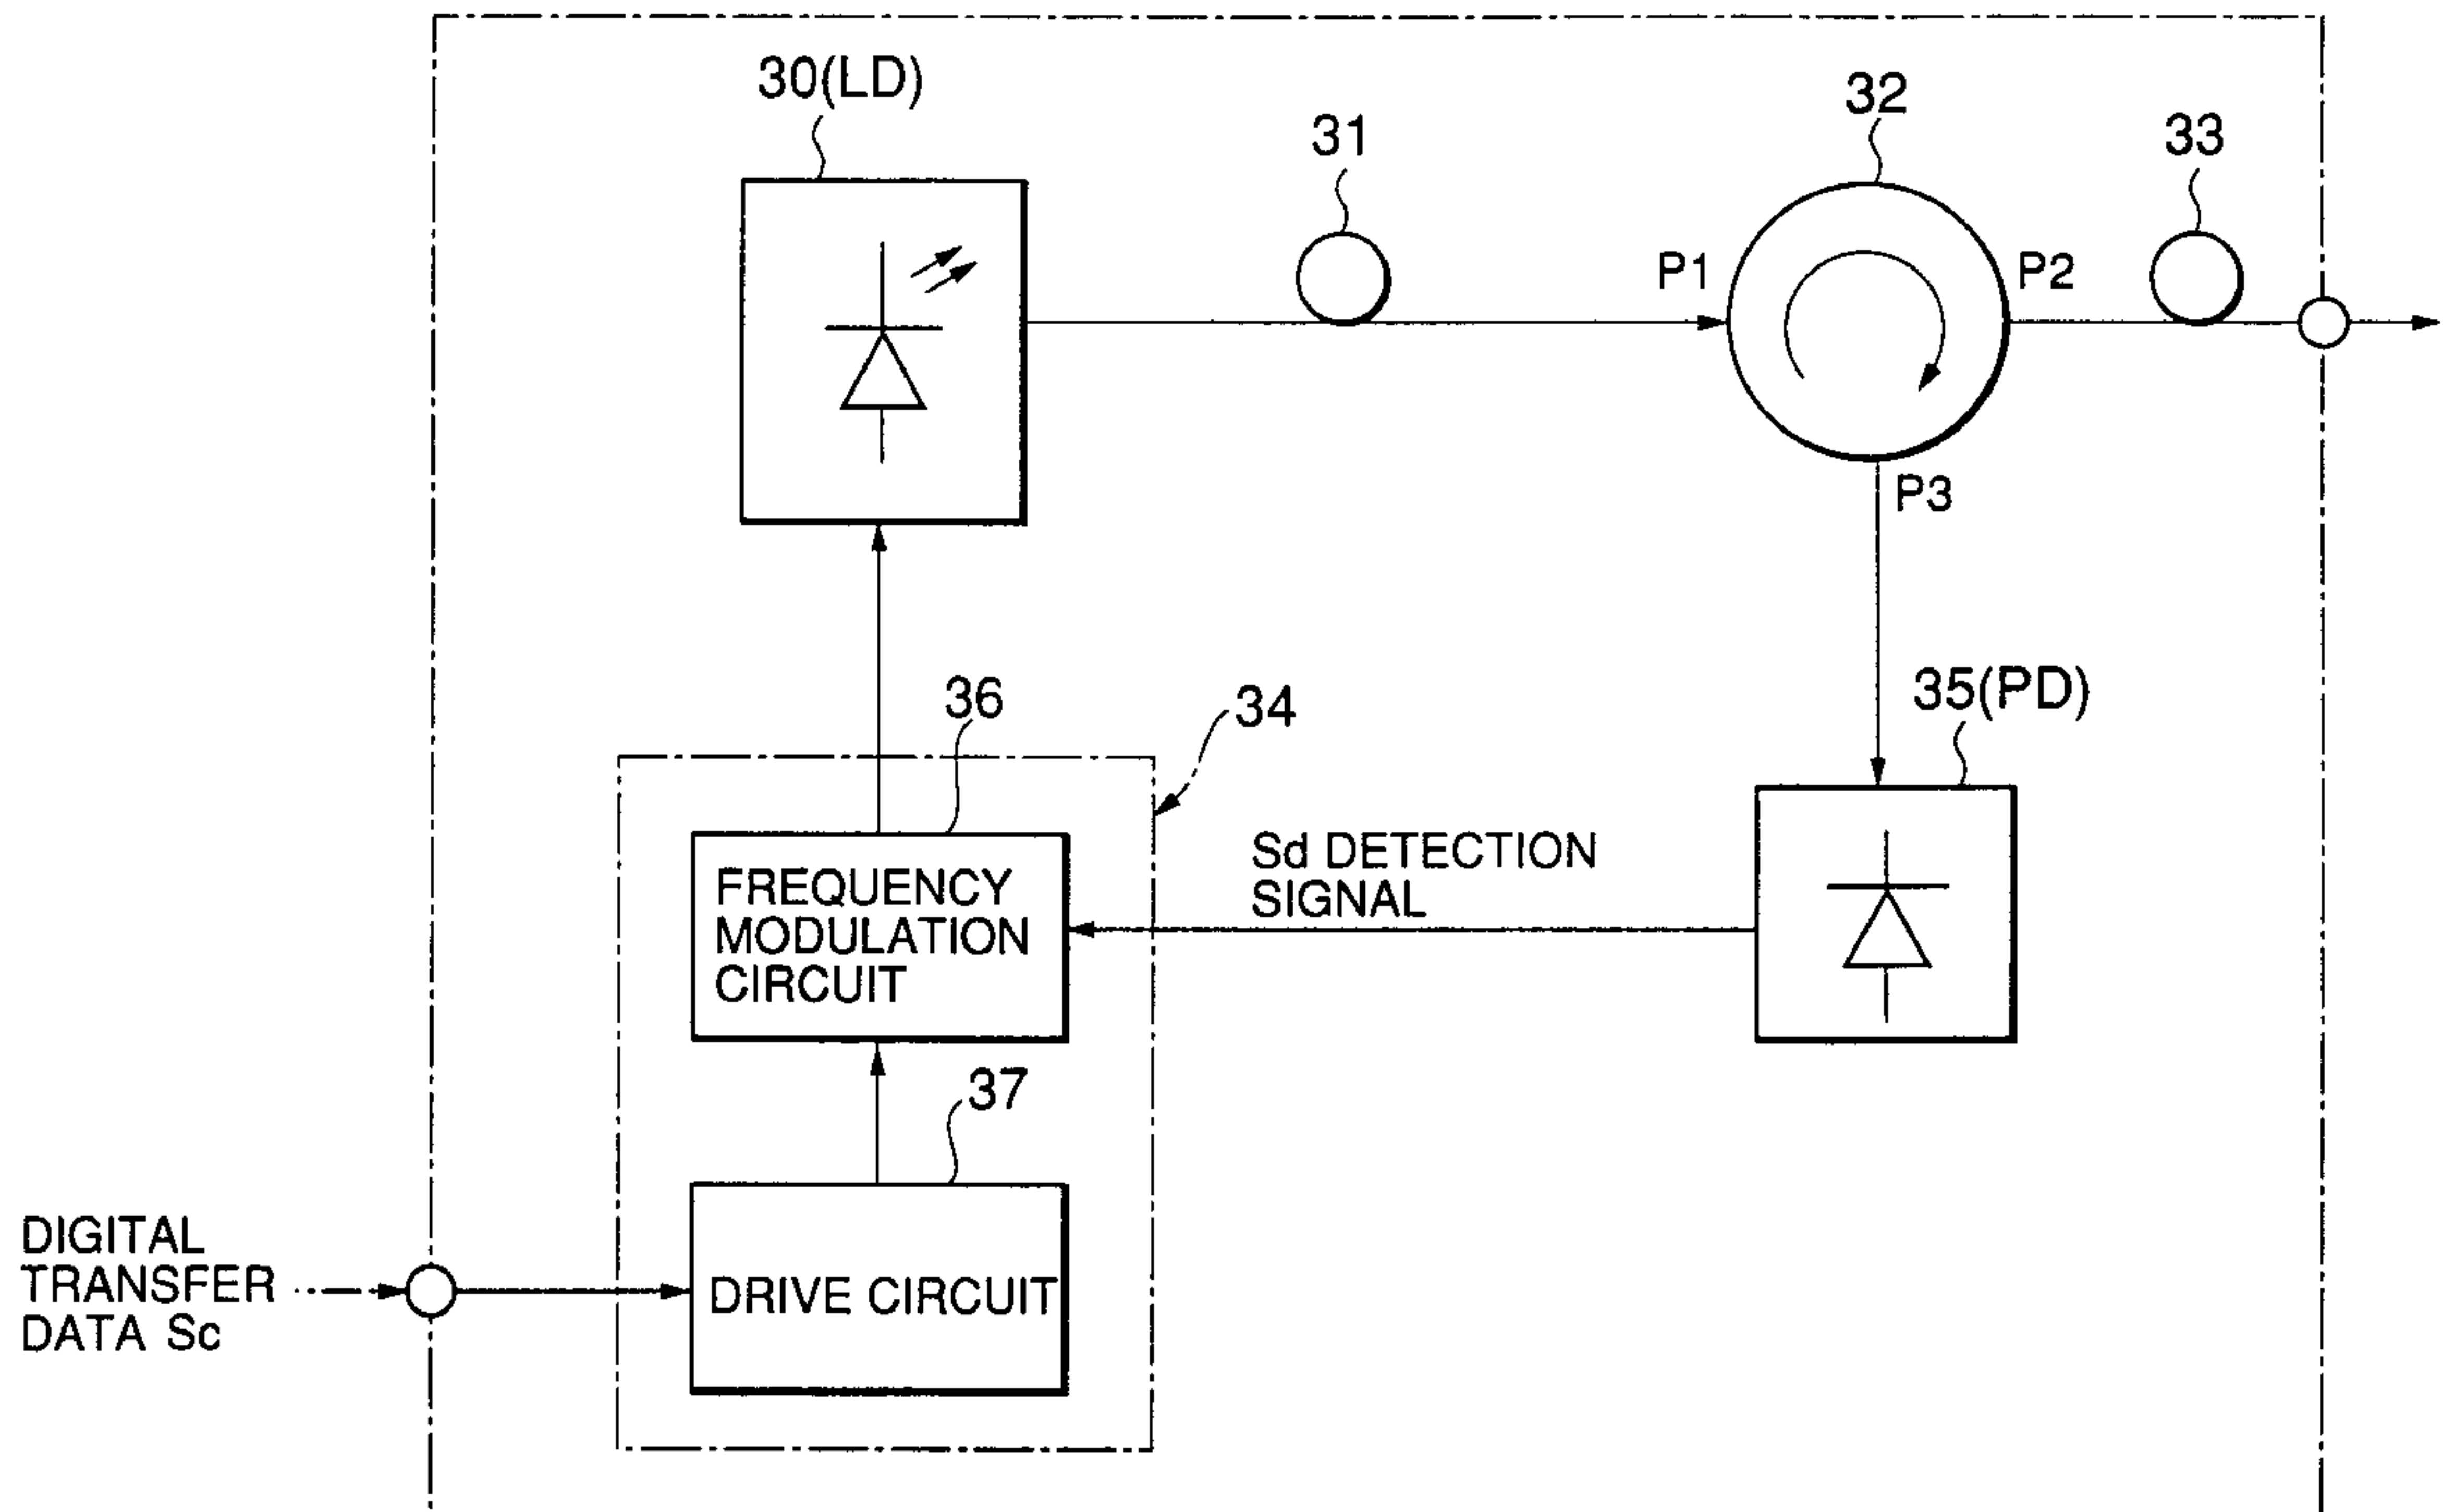 30(LD)
32
31
33
P1
P2
P3
36
34
35(PD)
Sd DETECTION
SIGNAL
FREQUENCY
MODULATION
CIRCUIT
37
DIGITAL
TRANSFER
DATA Sc
DRIVE CIRCUIT